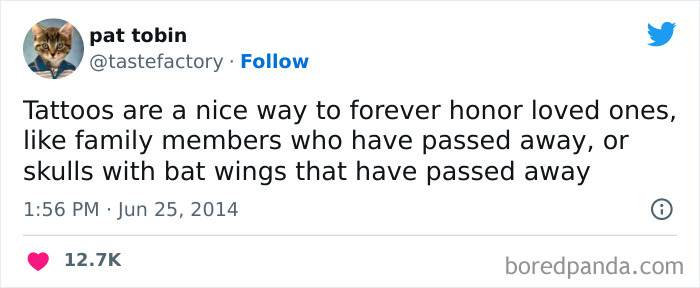 pat tobin
@tastefactory · Follow
Tattoos are a nice way to forever honor loved ones,
like family members who have passed away, or
skulls with bat wings that have passed away
1:56 PM · Jun 25, 2014
12.7K
boredpanda.com